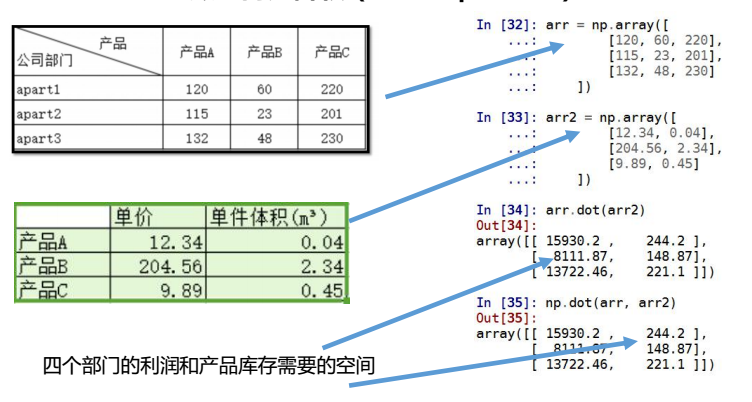 公司部门 产品 产品A 产品B 产品C
apart1 120 60 220
apart2 115 23 201
apart3 132 48 230
单价 单件体积(m³)
产品A 12.34 0.04
产品B 204.56 2.34
产品C 9.89 0.45
四个部门的利润和产品库存需要的空间
In [32]: arr = np.array([
...: [120, 60, 220],
...: [115, 23, 201],
...: [132, 48, 230]
...: ])
In [33]: arr2 = np.array([
...: [12.34, 0.04],
...: [204.56, 2.34],
...: [9.89, 0.45]
...: ])
In [34]: arr.dot(arr2)
Out[34]:
array([[ 15930.2 , 244.2 ],
[ 8111.87, 148.87],
[ 13722.46, 221.1 ]])
In [35]: np.dot(arr, arr2)
Out[35]:
array([[ 15930.2 , 244.2 ],
[ 8111.87, 148.87],
[ 13722.46, 221.1 ]])